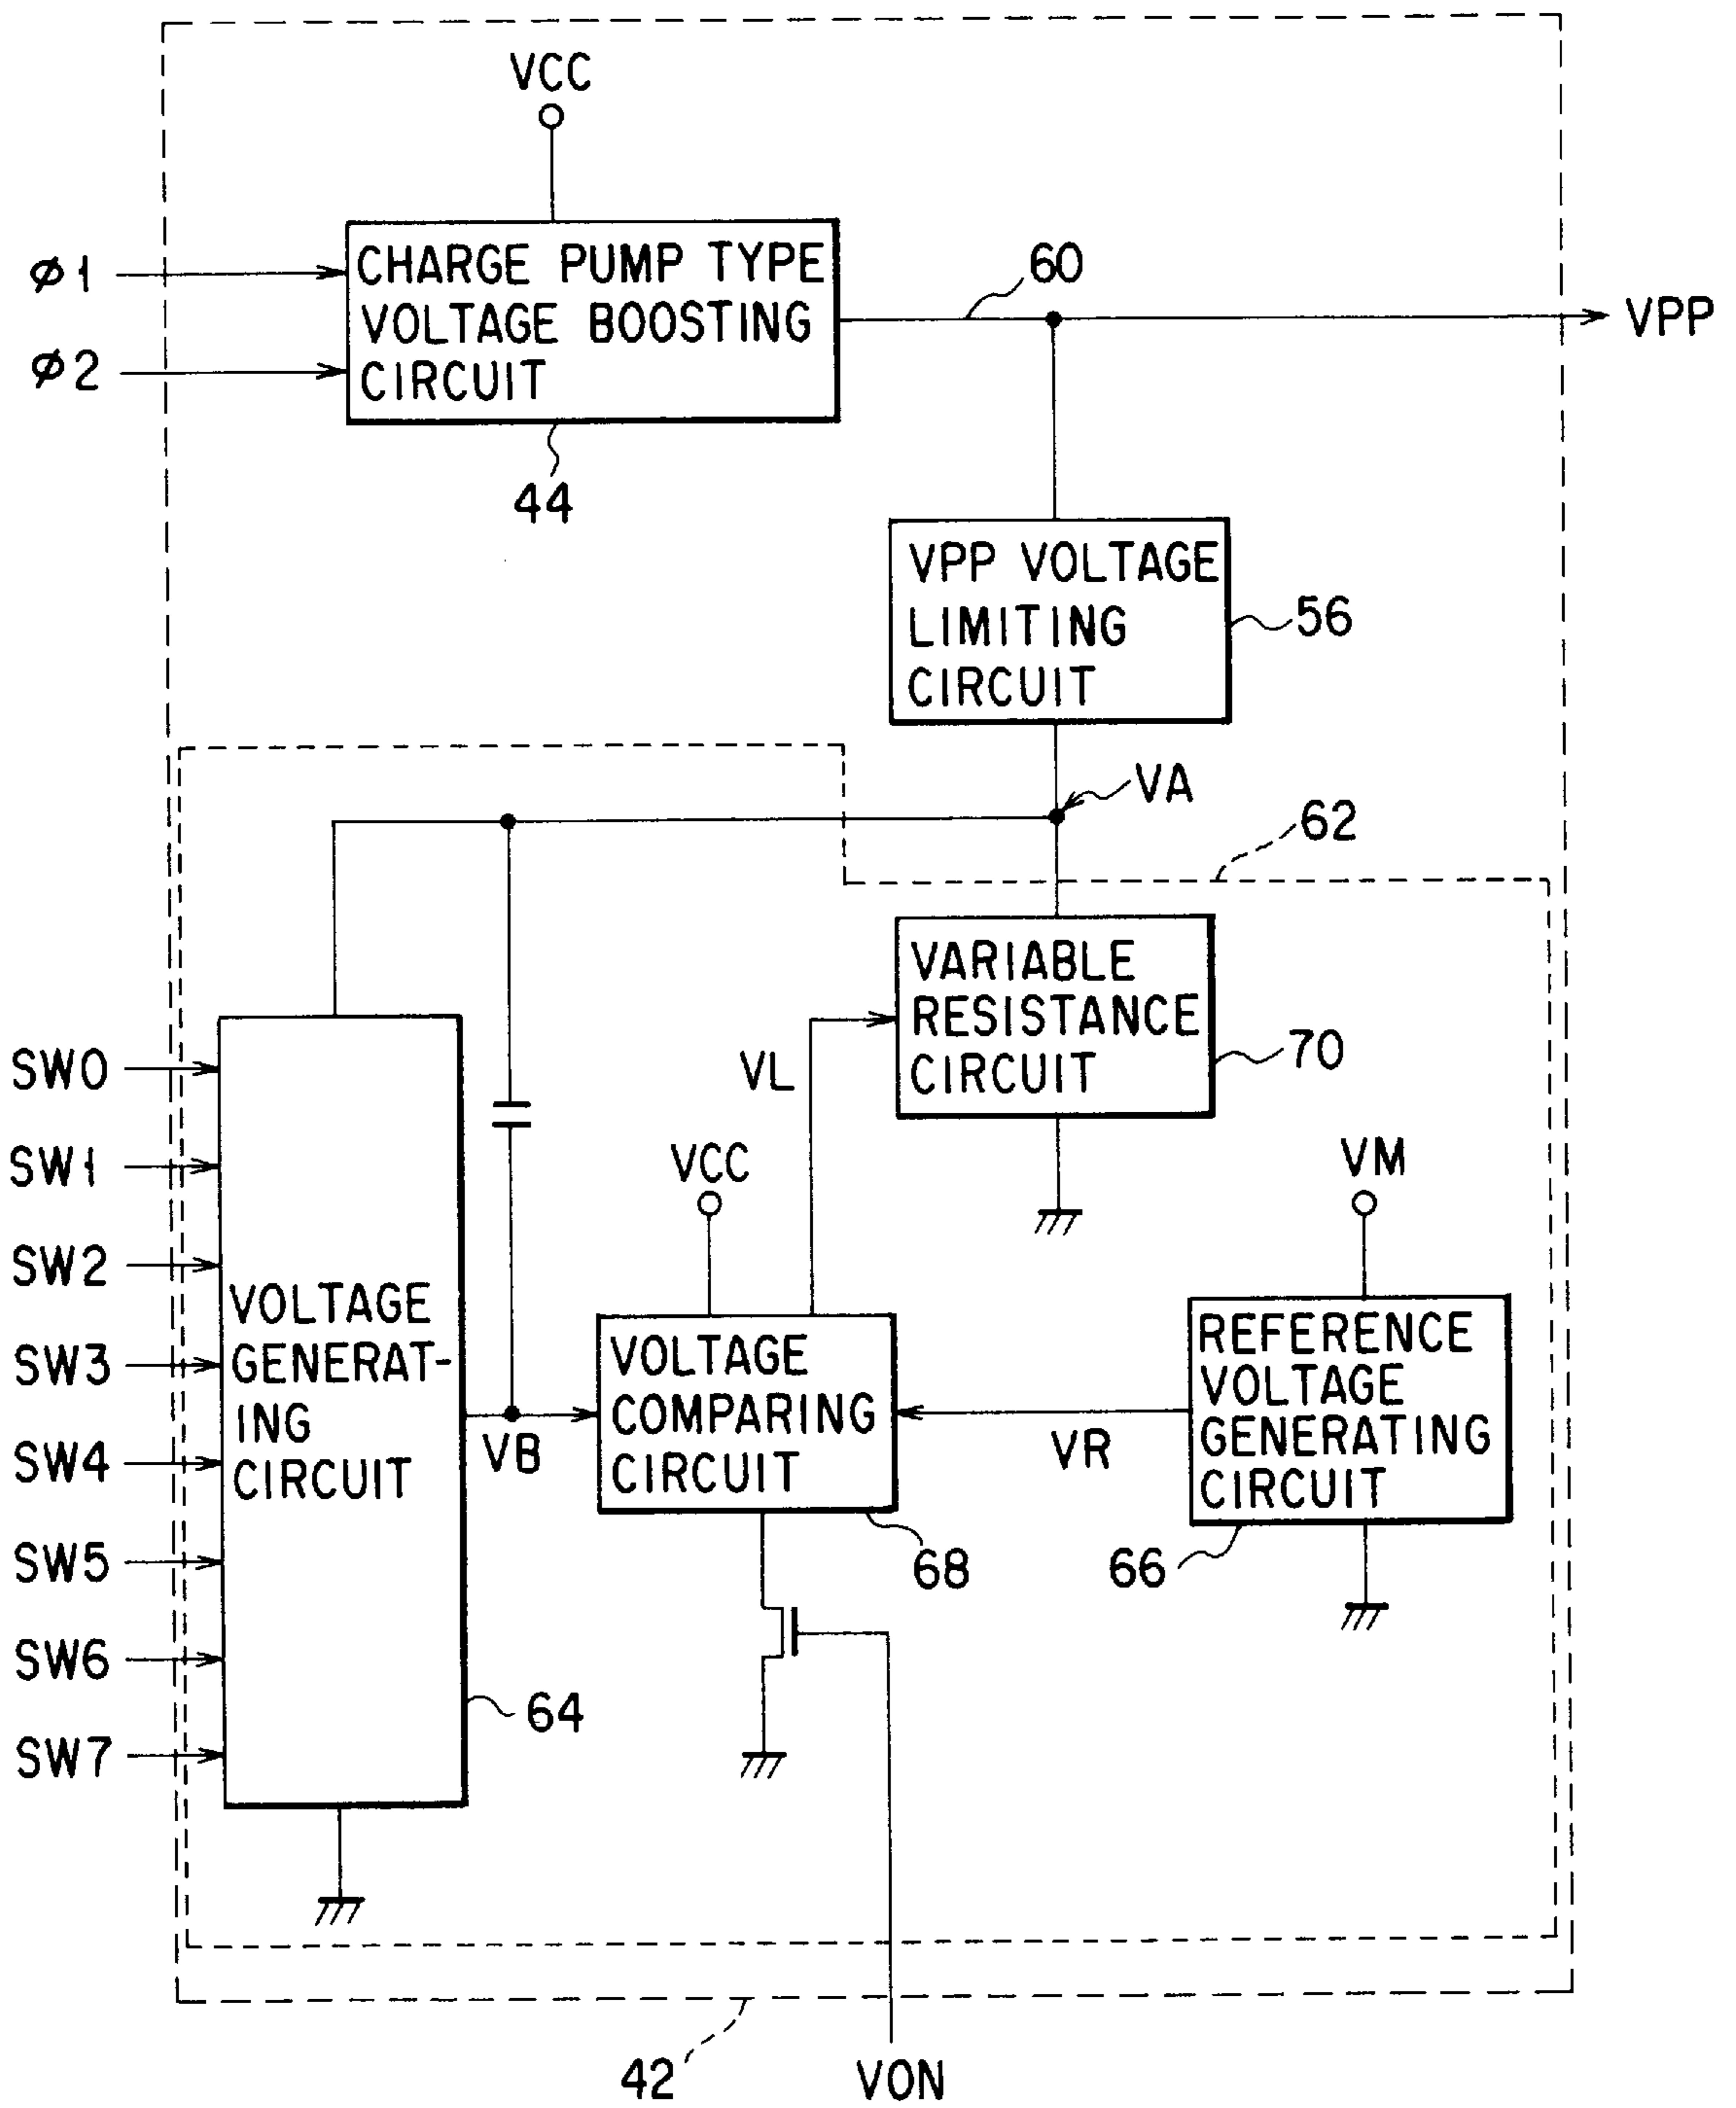 VCC
ø1
ø2
CHARGE PUMP TYPE
VOLTAGE BOOSTING
CIRCUIT
44
60
VPP
VPP VOLTAGE
LIMITING
CIRCUIT
56
VA
62
VARIABLE
RESISTANCE
CIRCUIT
70
VL
SW0
SW1
SW2
SW3
SW4
SW5
SW6
SW7
VOLTAGE
GENERAT-
ING
CIRCUIT
64
VB
VCC
VOLTAGE
COMPARING
CIRCUIT
68
VR
VM
REFERENCE
VOLTAGE
GENERATING
CIRCUIT
66
42
VON